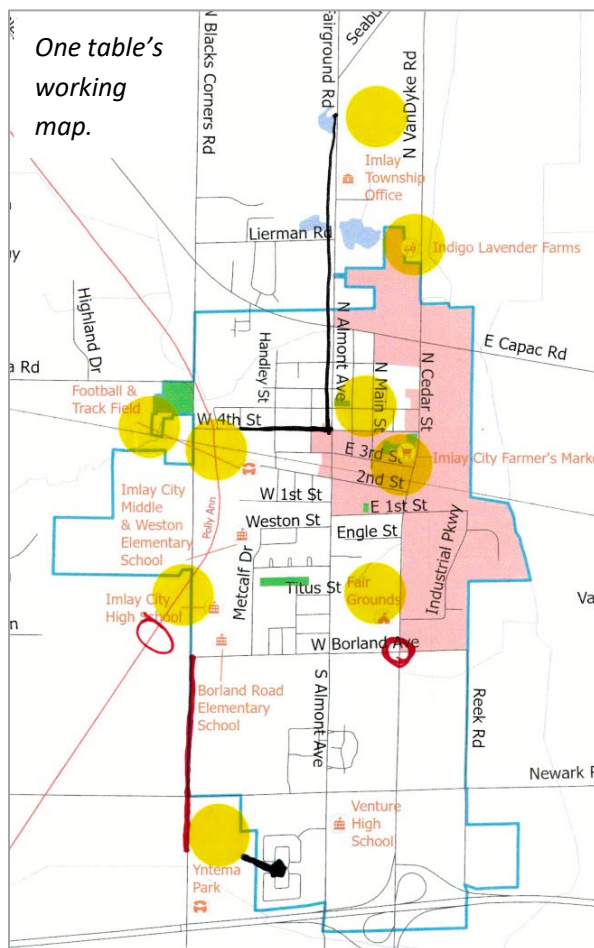 One table's
working
map.
N Blacks Corners Rd
Fairground Rd
Seabu
N VanDyke Rd
Imlay
Township
Office
Lierman Rd
Indigo Lavender Farms
Highland Dr
Handley St
N Almont Ave
N Main St
N Cedar St
E Capac Rd
a Rd
Football &
Track Field
W 4th St
E 3rd St
Imlay City Farmer's Marke
2nd St
W 1st St
E 1st St
Polly Ann
Imlay City
Middle
& Weston
Elementary
School
Weston St
Engle St
Industrial Pkwy
Metcalf Dr
Titus St
Fair
Grounds
Va
Imlay City
High School
n
W Borland Ave
Borland Road
Elementary
School
S Almont Ave
Reek Rd
Newark R
Venture
High
School
Yntema
Park